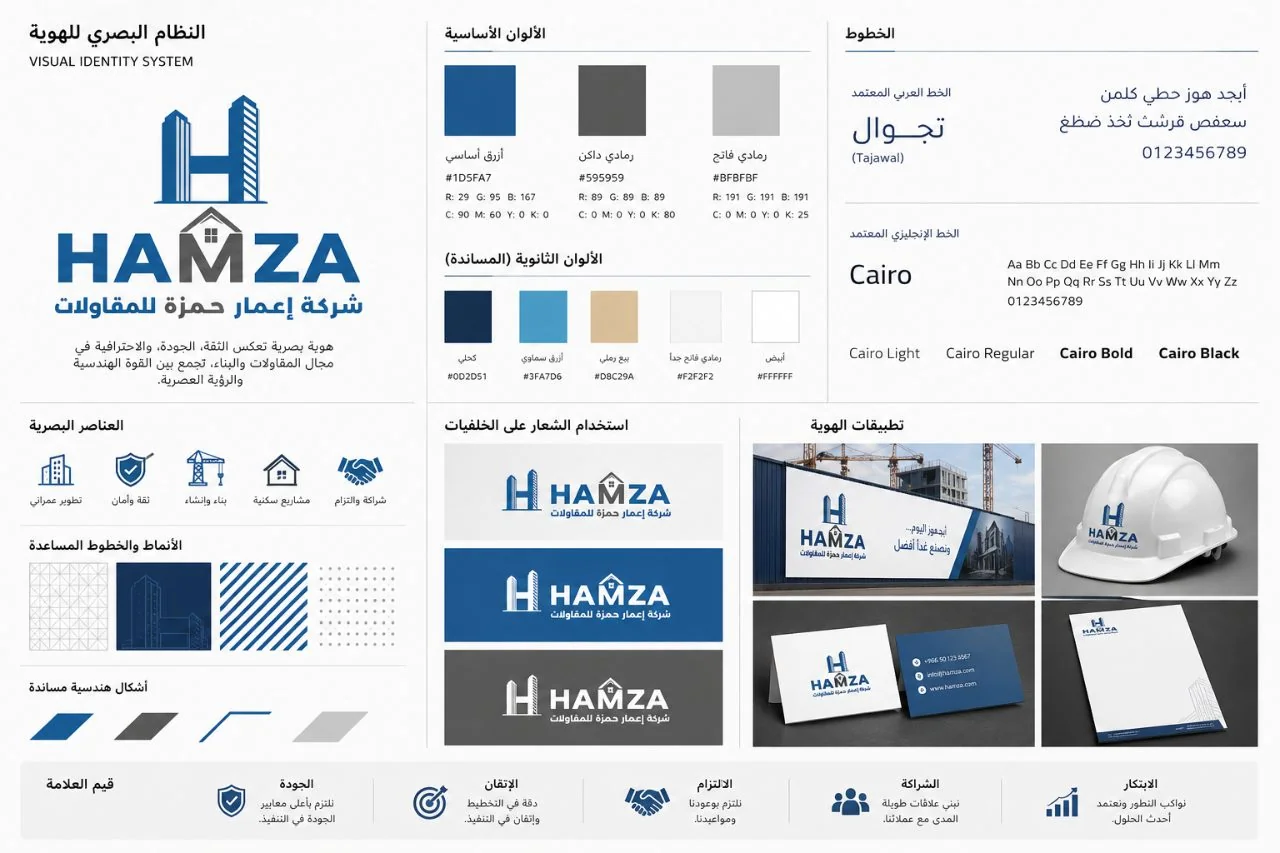 النظام البصري للهوية
VISUAL IDENTITY SYSTEM
HAMZA
شركة إعمار حمزة للمقاولات
هوية بصرية تعكس الثقة، الجودة، والاحترافية في
مجال المقاولات والبناء، تجمع بين القوة الهندسية
والرؤية العصرية.
الألوان الأساسية
أزرق أساسي
#1D5FA7
R: 29 G: 95 B: 167
C: 90 M: 60 Y: 0 K: 0
رمادي داكن
#595959
R: 89 G: 89 B: 89
C: 0 M: 0 Y: 0 K: 80
رمادي فاتح
#BFBFBF
R: 191 G: 191 B: 191
C: 0 M: 0 Y: 0 K: 25
الألوان الثانوية (المساندة)
كحلي
#0D2D51
أزرق سماوي
#3FA7D6
بيع رملي
#D8C29A
رمادي فاتح جداً
#F2F2F2
أبيض
#FFFFFF
الخطوط
الخط العربي المعتمد
تجـــوال
(Tajawal)
أبجد هوز حطي كلمن
سعفص قرشث ثخذ ضظغ
0123456789
الخط الإنجليزي المعتمد
Cairo
Aa Bb Cc Dd Ee Ff Gg Hh Ii Jj Kk Ll Mm
Nn Oo Pp Qq Rr Ss Tt Uu Vv Ww Xx Yy Zz
0123456789
Cairo Light
Cairo Regular
Cairo Bold
Cairo Black
العناصر البصرية
تطوير عمراني
ثقة وأمان
بناء وإنشاء
مشاريع سكنية
شراكة والتزام
الأنماط والخطوط المساعدة
أشكال هندسية مساندة
استخدام الشعار على الخلفيات
HAMZA
شركة إعمار حمزة للمقاولات
HAMZA
شركة إعمار حمزة للمقاولات
HAMZA
شركة إعمار حمزة للمقاولات
تطبيقات الهوية
HAMZA
شركة إعمار حمزة للمقاولات
ونصنع غداً أفضل
HAMZA
شركة إعمار حمزة للمقاولات
HAMZA
شركة إعمار حمزة للمقاولات
info@hamza.com
www.hamza.com
HAMZA
قيم العلامة
الجودة
نلتزم بأعلى معايير
الجودة في التنفيذ.
الإتقان
دقة في التخطيط
وإتقان في التنفيذ.
الالتزام
نلتزم بوعودنا
ومواعيدنا.
الشراكة
نبني علاقات طويلة
المدى مع عملائنا.
الابتكار
نواكب التطور ونعتمد
أحدث الحلول.